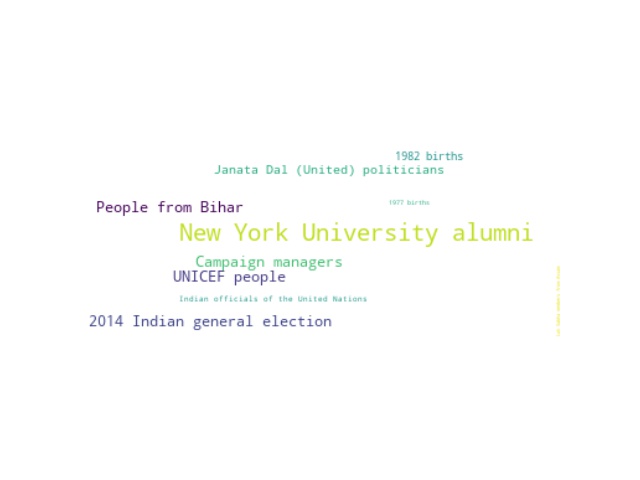 1982 births
Janata Dal (United) politicians
1977 births
People from Bihar
New York University alumni
Campaign managers
UNICEF people
Indian officials of the United Nations
2014 Indian general election